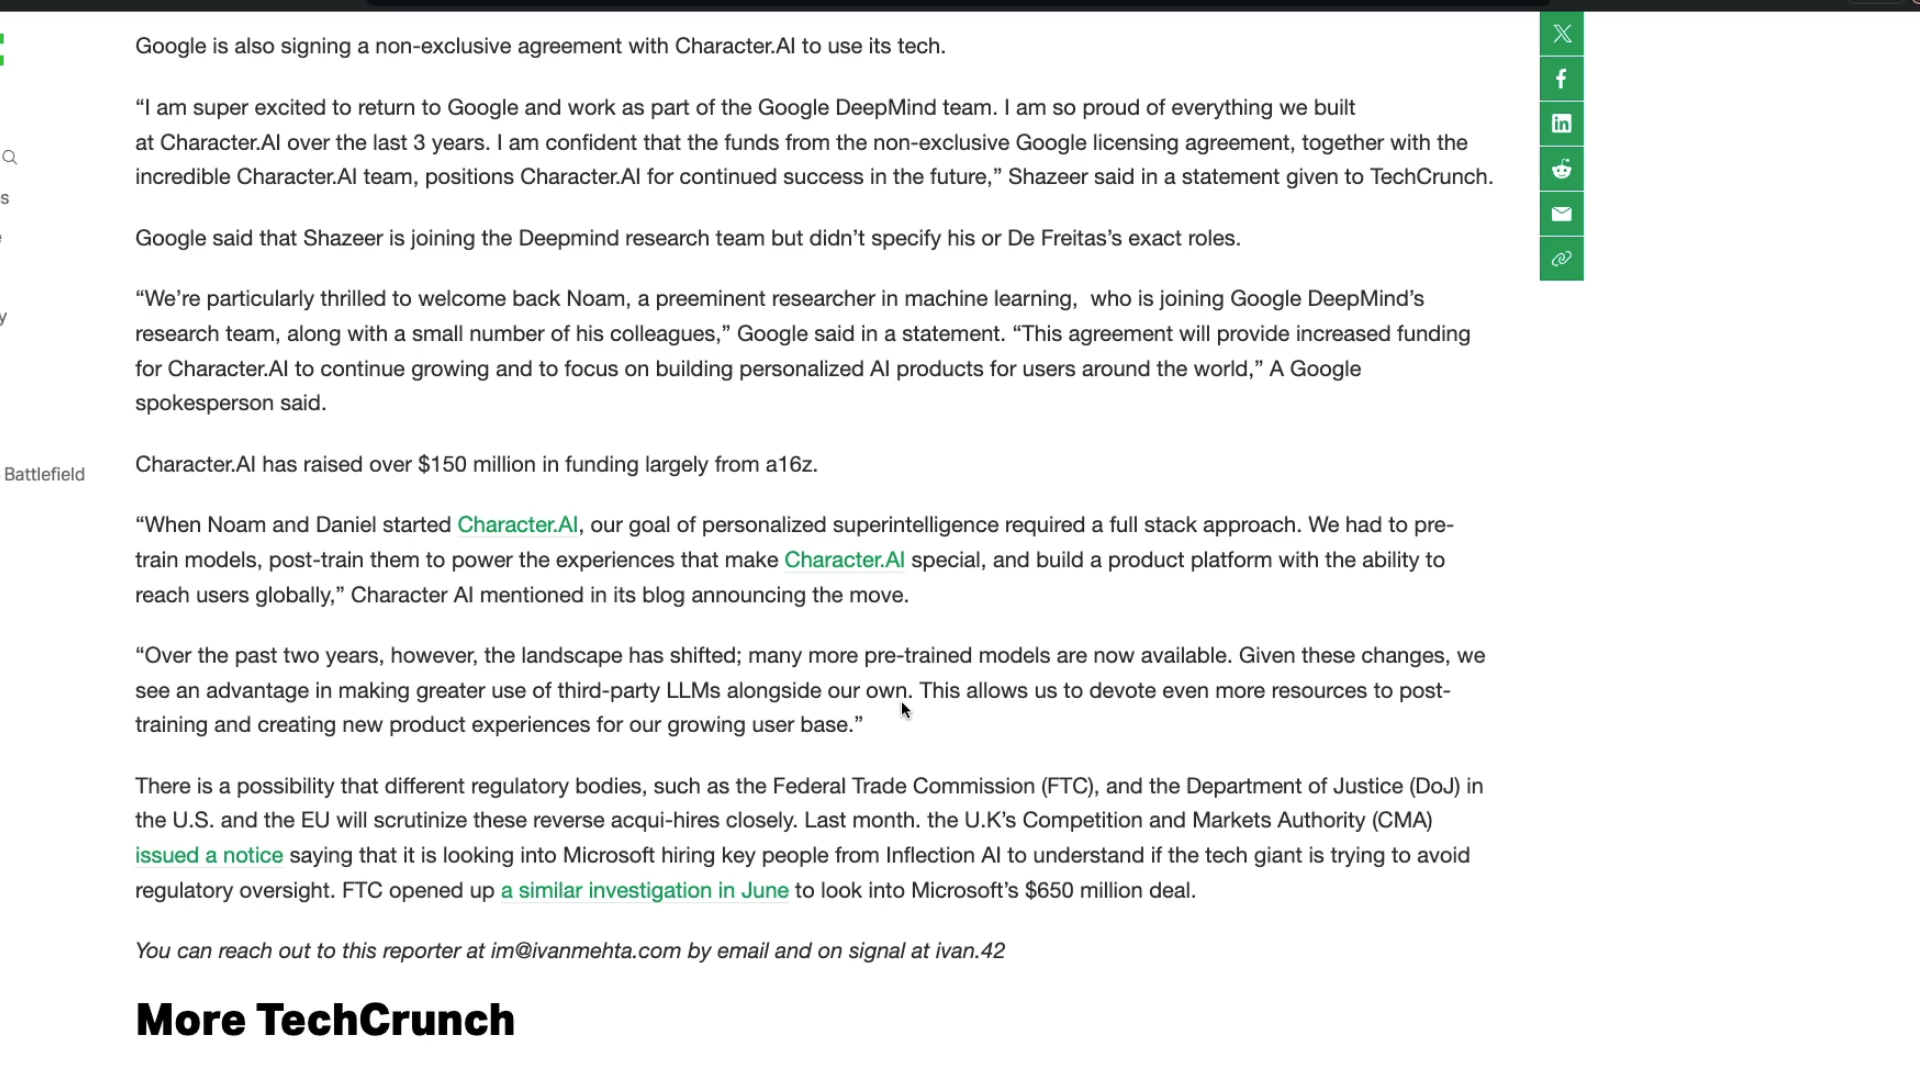 Google is also signing a non-exclusive agreement with Character.AI to use its tech.
“I am super excited to return to Google and work as part of the Google DeepMind team. I am so proud of everything we built
at Character.AI over the last 3 years. I am confident that the funds from the non-exclusive Google licensing agreement, together with the
incredible Character.AI team, positions Character.AI for continued success in the future,” Shazeer said in a statement given to TechCrunch.
Google said that Shazeer is joining the Deepmind research team but didn’t specify his or De Freitas’s exact roles.
“We’re particularly thrilled to welcome back Noam, a preeminent researcher in machine learning,  who is joining Google DeepMind’s
research team, along with a small number of his colleagues,” Google said in a statement. “This agreement will provide increased funding
for Character.AI to continue growing and to focus on building personalized AI products for users around the world,” A Google
spokesperson said.
Battlefield
Character.AI has raised over $150 million in funding largely from a16z.
“When Noam and Daniel started Character.AI, our goal of personalized superintelligence required a full stack approach. We had to pre-
train models, post-train them to power the experiences that make Character.AI special, and build a product platform with the ability to
reach users globally,” Character AI mentioned in its blog announcing the move.
“Over the past two years, however, the landscape has shifted; many more pre-trained models are now available. Given these changes, we
see an advantage in making greater use of third-party LLMs alongside our own. This allows us to devote even more resources to post-
training and creating new product experiences for our growing user base.”
There is a possibility that different regulatory bodies, such as the Federal Trade Commission (FTC), and the Department of Justice (DoJ) in
the U.S. and the EU will scrutinize these reverse acqui-hires closely. Last month. the U.K’s Competition and Markets Authority (CMA)
issued a notice saying that it is looking into Microsoft hiring key people from Inflection AI to understand if the tech giant is trying to avoid
regulatory oversight. FTC opened up a similar investigation in June to look into Microsoft’s $650 million deal.
You can reach out to this reporter at im@ivanmehta.com by email and on signal at ivan.42
More TechCrunch